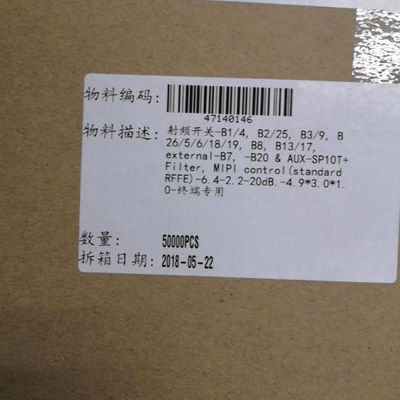 物料编码:
47140146
物料描述: 射频开关-B1/4, B2/25, B3/9, B
26/5/6/18/19, B8, B13/17,
external-B7, -B20 & AUX-SP10T+
Filter, MIPI control(standard
RFFE)-6.4-2.2-20dB.-4.9*3.0*1.
0-终端专用
数量: 50000PCS
拆箱日期: 2018-05-22